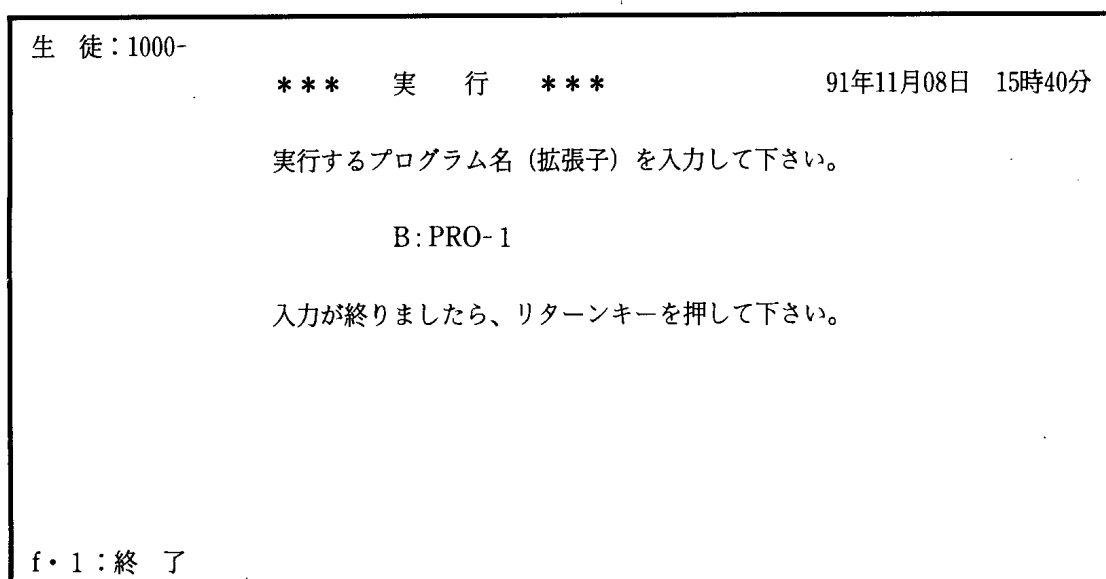 生 徒：1000-
*** 実 行 *** 91年11月08日 15時40分
実行するプログラム名（拡張子）を入力して下さい。
B:PRO-1
入力が終りましたら、リターンキーを押して下さい。
f・1：終 了